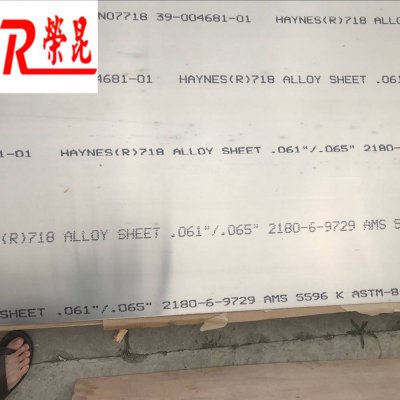 R 榮昆
N07718 39-004681-01 HAYNES(R)718 ALLO
4681-01 HAYNES(R)718 ALLOY SHEET .061
1-01 HAYNES(R)718 ALLOY SHEET .061"/.065" 2180-
(R)718 ALLOY SHEET .061"/.065" 2180-6-9729 AMS 5
SHEET .061"/.065" 2180-6-9729 AMS 5596 K ASTM-B